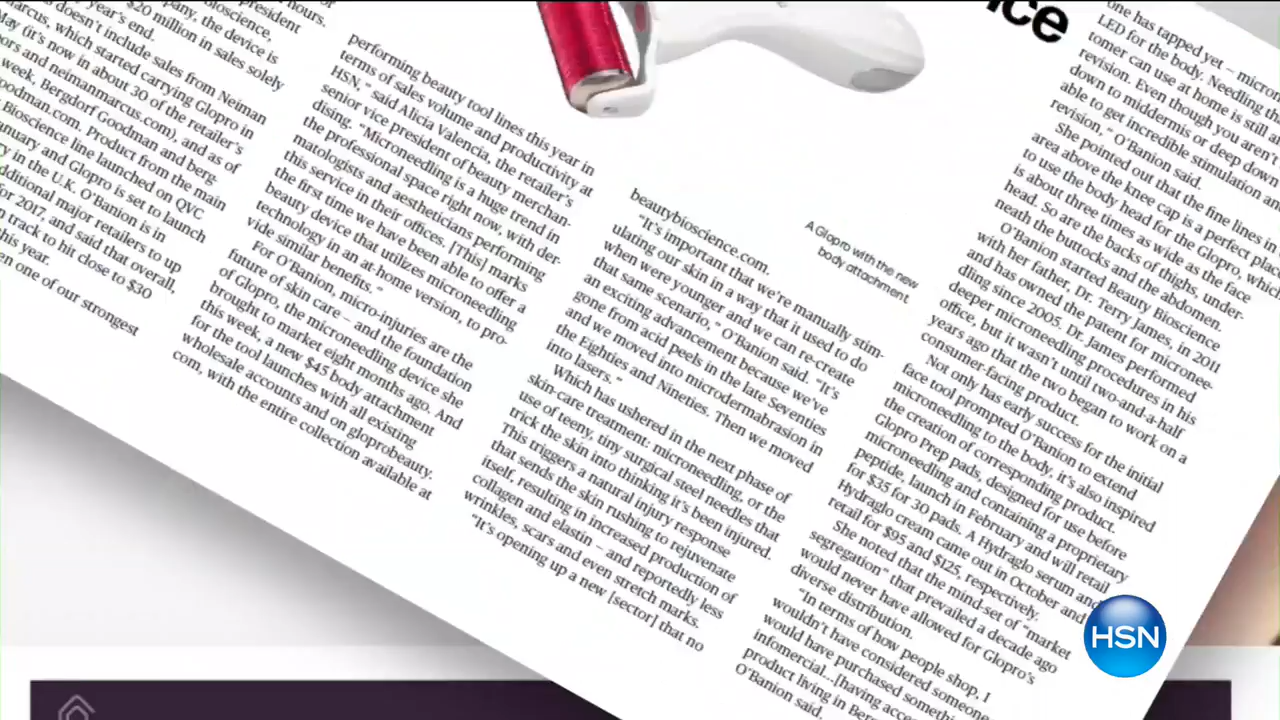 nce
president
hours.
$20 million in sales solely
year's end.
Bioscience,
pany, the device is
doesn't include sales from Neiman
arcus, which started carrying Glopro in
May (it's now in about 30 of the retailer's
ors and neimanmarcus.com), and as of
week, Bergdorf Goodman and berg
oodman.com. Product from the main
Bioscience line launched on QVC
anuary and Glopro is set to launch
y in the U.K. O'Banion is in
dditional major retailers to up
for 2017, and said that overall,
n track to hit close to $30
this year.
en one of our strongest
performing beauty tool lines this year in
terms of sales volume and productivity at
HSN," said Alicia Valencia, the retailer's
senior vice president of beauty merchan-
dising. "Microneedling is a huge trend in
the professional space right now, with der-
matologists and aestheticians performing
this service in their offices. [This] marks
the first time we have been able to offer a
beauty device that utilizes microneedling
technology in an at-home version, to pro-
vide similar benefits."
For O'Banion, micro-injuries are the
future of skin care – and the foundation
of Glopro, the microneedling device she
brought to market eight months ago. And
this week, a new $45 body attachment
for the tool launches with all existing
wholesale accounts and on gloprobeauty.
com, with the entire collection available at
beautybioscience.com.
"It's important that we're manually stim-
ulating our skin in a way that it used to do
when were younger and we can re-create
that same scenario," O'Banion said. "It's
an exciting advancement because we've
gone from acid peels in the late Seventies
and we moved into microdermabrasion in
the Eighties and Nineties. Then we moved
into lasers."
Which has ushered in the next phase of
skin-care treatment: microneedling, or the
use of teeny, tiny surgical steel needles that
trick the skin into thinking it's been injured.
This triggers a natural injury response
that sends the skin rushing to rejuvenate
itself, resulting in increased production of
collagen and elastin – and reportedly less
wrinkles, scars and even stretch marks.
"It's opening up a new [sector] that no
A Glopro with the new
body attachment
one has tapped yet – micron
LED for the body. Needling th
tomer can use at home is still an
revision. Even though you aren't
down to middermis or deep down
able to get incredible stimulation an
revision," O'Banion said.
She pointed out that the fine lines in
area above the knee cap is a perfect place
to use the body head for the Glopro, which
is about three times as wide as the face
head. So are the backs of thighs, under-
neath the buttocks and the abdomen.
O'Banion started Beauty Bioscience
with her father, Dr. Terry James, in 2011
and has owned the patent for micronee-
dling since 2005. Dr. James performed
deeper microneedling procedures in his
office, but it wasn't until two-and-a-half
years ago that the two began to work on a
consumer-facing product.
Not only has early success for the initial
face tool prompted O'Banion to extend
microneedling to the body, it's also inspired
the creation of corresponding product.
Glopro Prep pads, designed for use before
microneedling and containing a proprietary
peptide, launch in February and will retail
for $35 for 30 pads. A Hydraglo serum and
Hydraglo cream came out in October and
retail for $95 and $125, respectively.
She noted that the mind-set of "market
segregation" that prevailed a decade ago
would never have allowed for Glopro's
diverse distribution.
"In terms of how people shop, I
wouldn't have considered someone
would have purchased somethi
infomercial...[having acce
product living in Berg
O'Banion said.
HSN